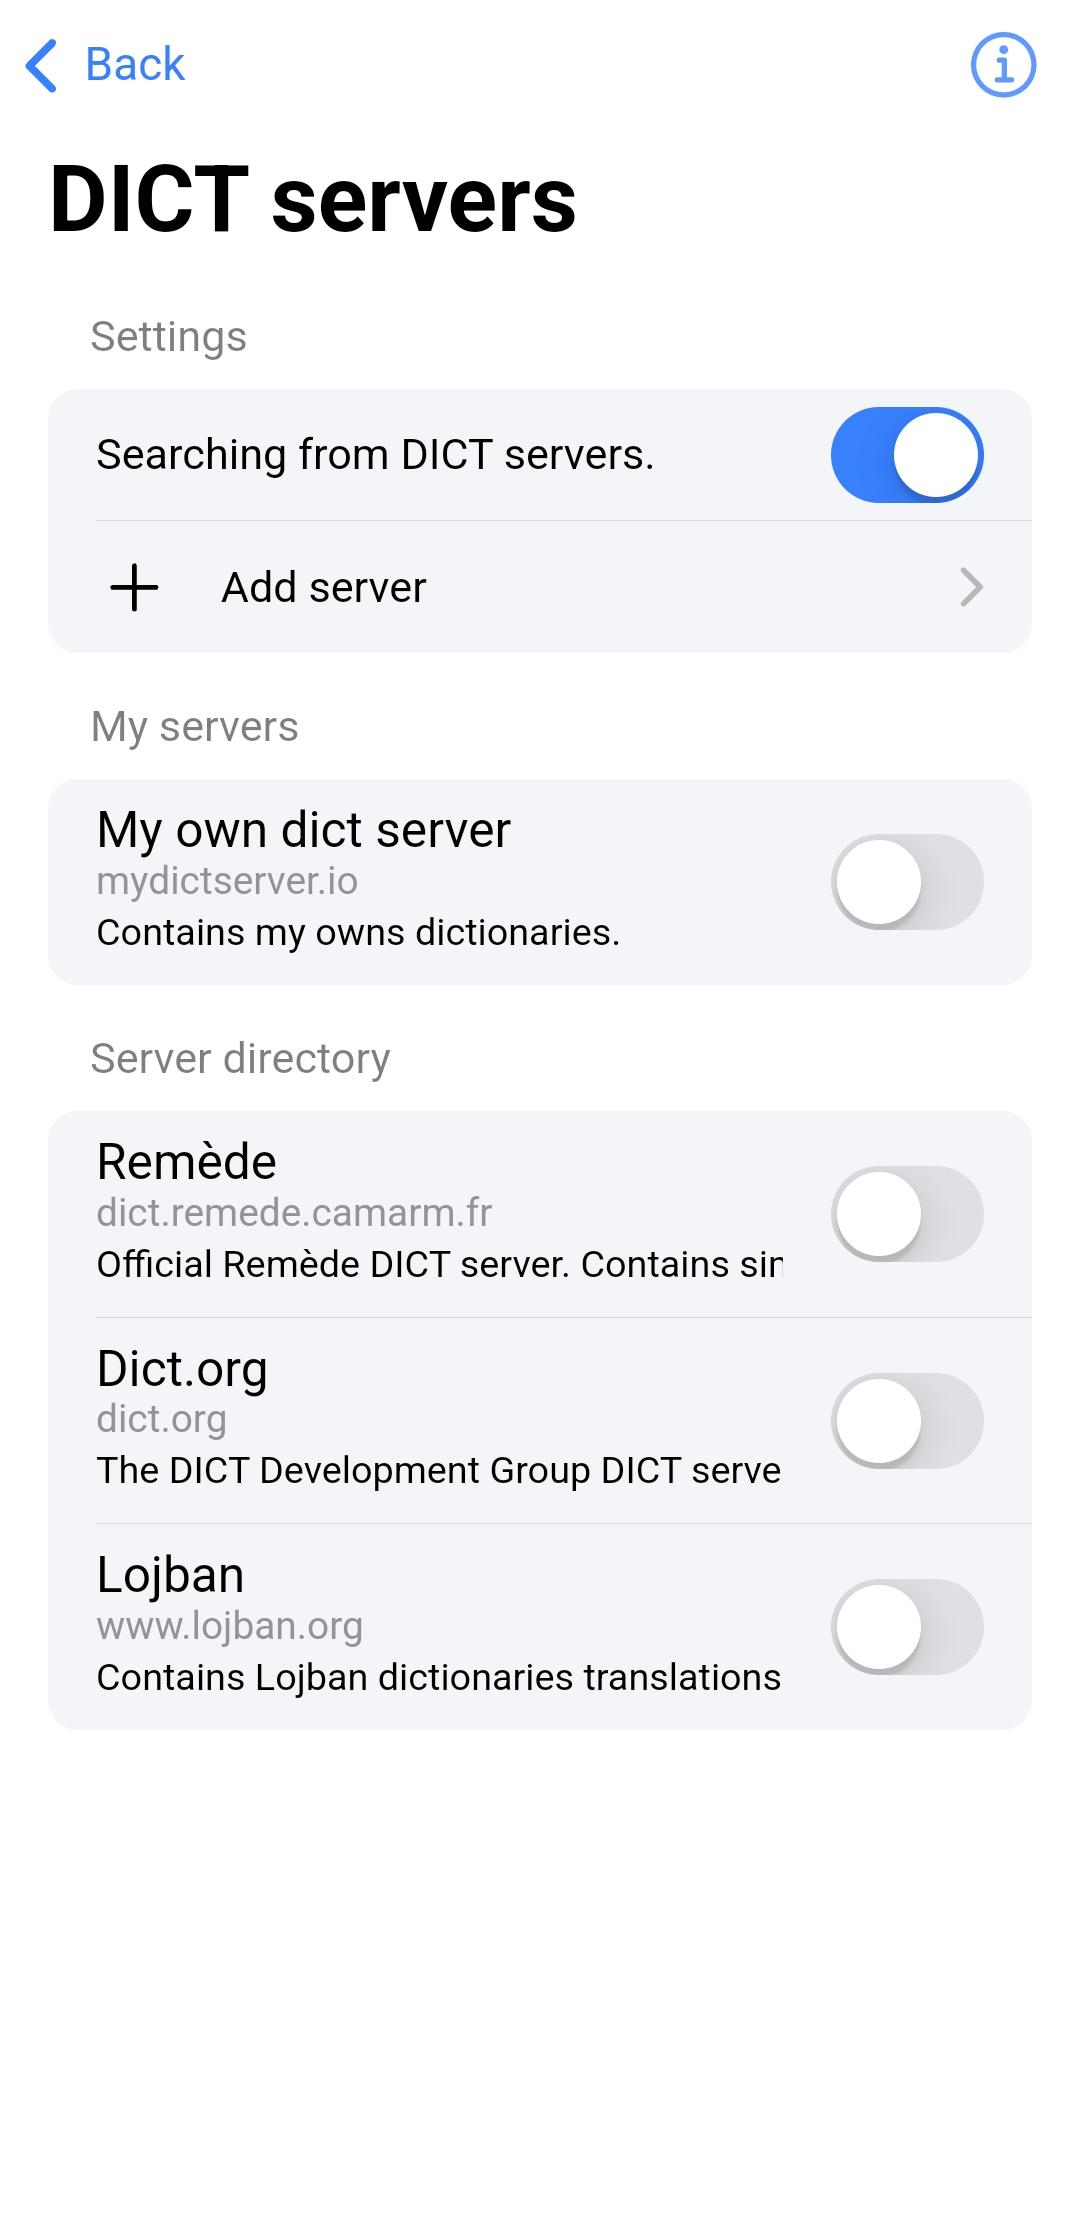 Back
DICT servers
Settings
Searching from DICT servers.
Add server
My servers
My own dict server
mydictserver.io
Contains my owns dictionaries.
Server directory
Remède
dict.remede.camarm.fr
Official Remède DICT server. Contains
Dict.org
dict.org
The DICT Development Group DICT serve
Lojban
www.lojban.org
Contains Lojban dictionaries translations